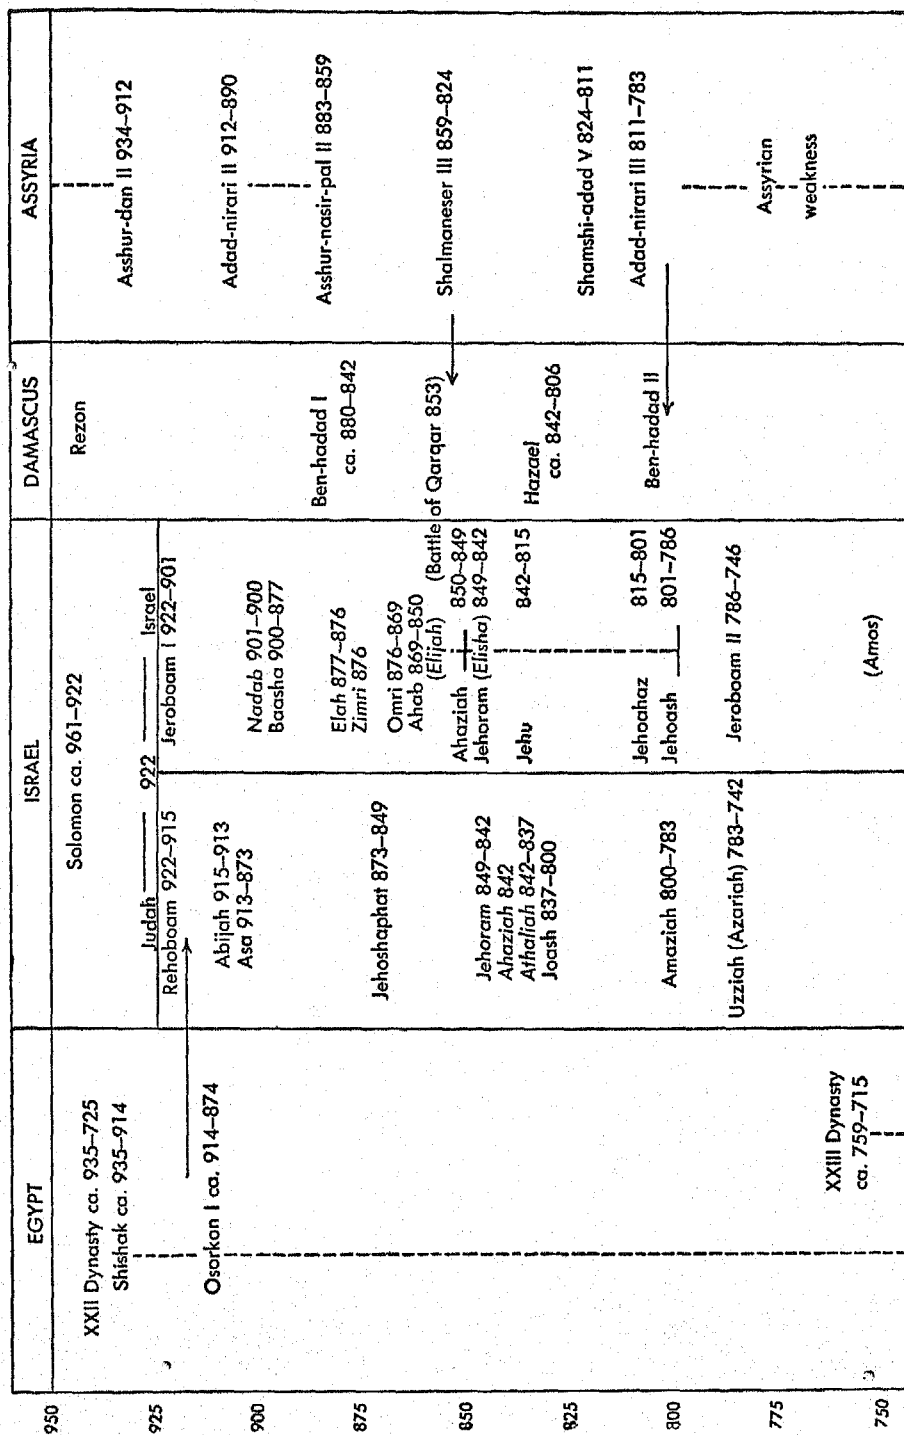 EGYPT
ISRAEL
DAMASCUS
ASSYRIA
950
925
900
875
850
825
800
775
750
XXII Dynasty ca. 935–725
Shishak ca. 935–914
Osorkon I ca. 914–874
XXIII Dynasty
ca. 759–715
Solomon ca. 961–922
Judah 922 Israel
Rehoboam 922–915
Abijah 915–913
Asa 913–873
Jehoshaphat 873–849
Jehoram 849–842
Ahaziah 842
Athaliah 842–837
Joash 837–800
Amaziah 800–783
Uzziah (Azariah) 783–742
Jeroboam I 922–901
Nadab 901–900
Baasha 900–877
Elah 877–876
Zimri 876
Omri 876–869
Ahab 869–850
(Elijah) (Battle of Qarqar 853)
Ahaziah 850–849
Jehoram (Elisha) 849–842
Jehu 842–815
Jehoahaz 815–801
Jehoash 801–786
Jeroboam II 786–746
(Amos)
Rezon
Ben-hadad I
ca. 880–842
Hazael
ca. 842–806
Ben-hadad II
Asshur-dan II 934–912
Adad-nirari II 912–890
Asshur-nasir-pal II 883–859
Shalmaneser III 859–824
Shamshi-adad V 824–811
Adad-nirari III 811–783
Assyrian
weakness